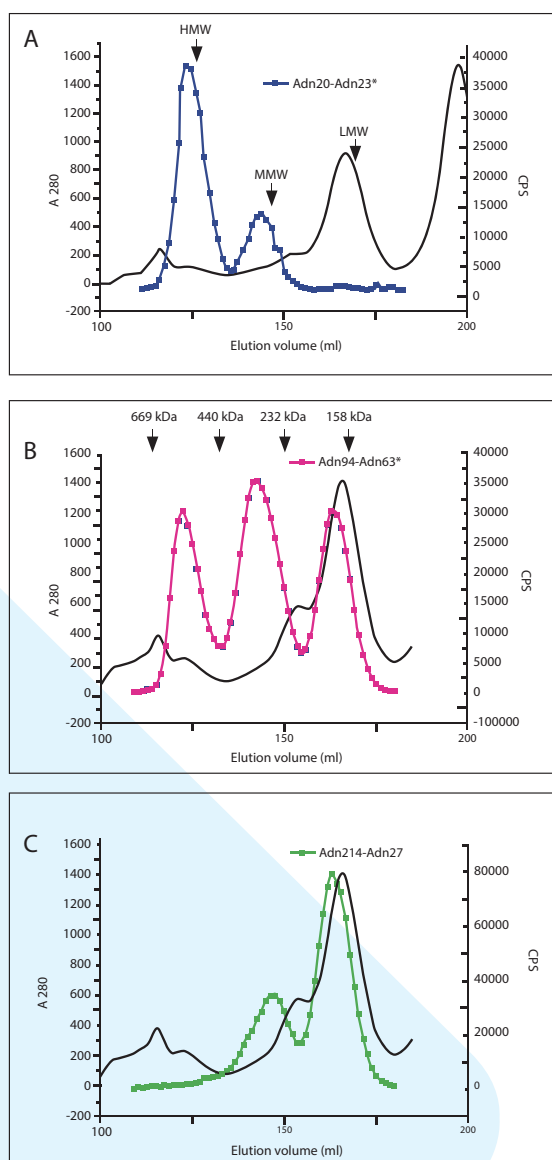 A
HMW
1600
40000
Adn20-Adn23*
1400
35000
1200
30000
LMW
1000
25000
MMW
800
20000
A 280
CPS
600
15000
400
10000
200
5000
0
0
-200
100
150
200
Elution volume (ml)
669 kDa
440 kDa
232 kDa
158 kDa
B
1600
40000
Adn94-Adn63*
1400
35000
1200
30000
1000
25000
800
20000
A 280
CPS
600
15000
400
10000
200
5000
0
0
-200
-100000
100
150
200
Elution volume (ml)
C
1600
Adn214-Adn27
1400
80000
1200
1000
60000
800
A 280
CPS
600
40000
400
20000
200
0
0
-200
100
150
200
Elution volume (ml)